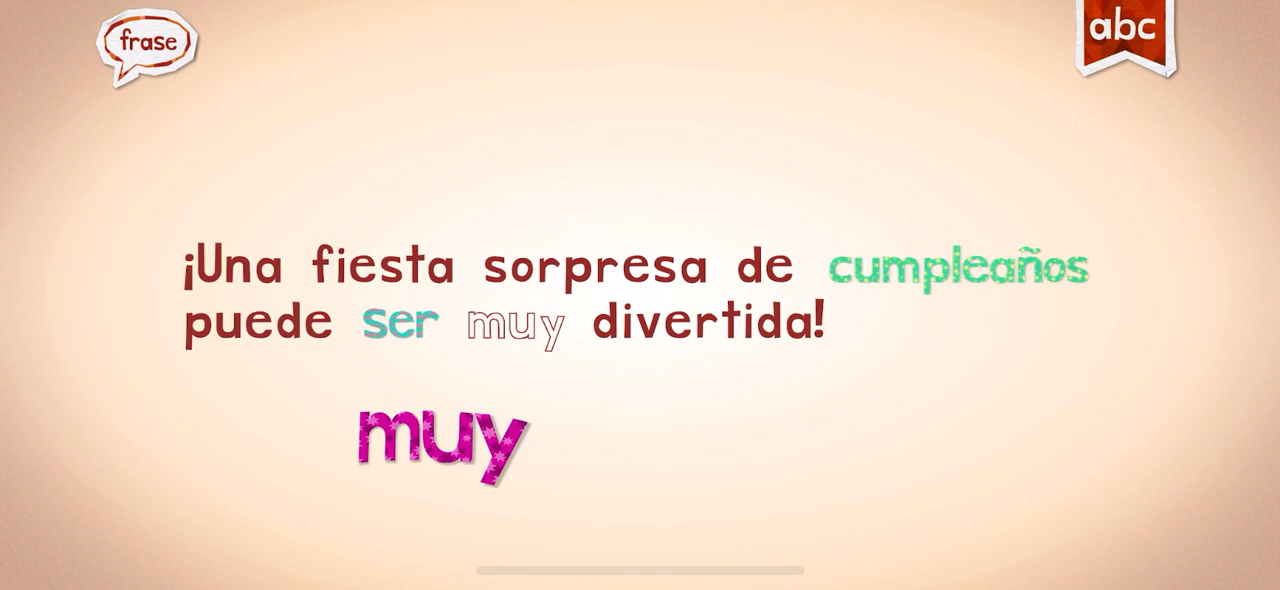 frase
abc
¡Una fiesta sorpresa de cumpleaños
puede ser muy divertida!
muy